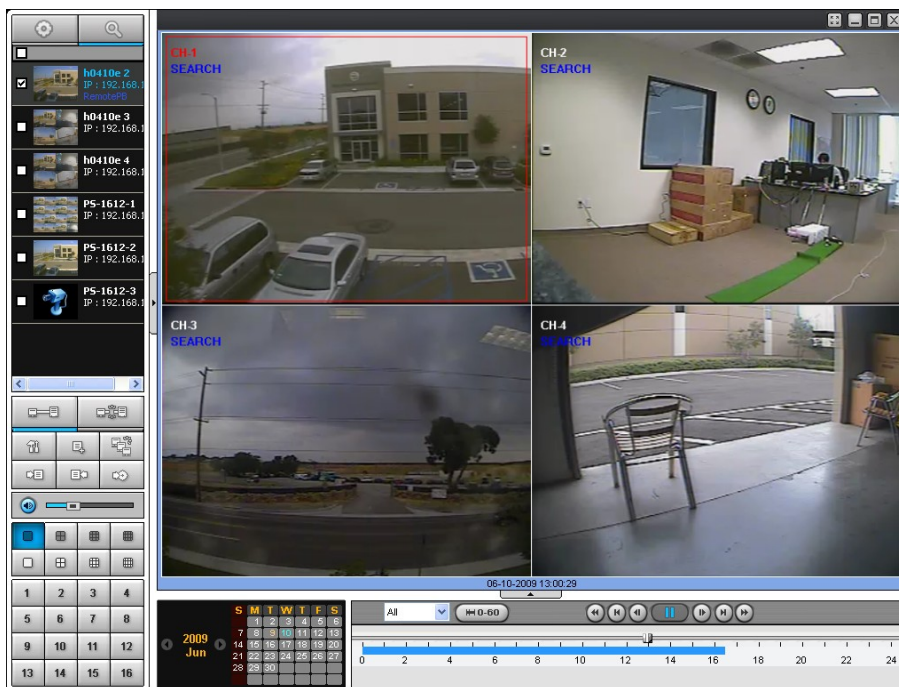 h0410e 2
IP : 192.168.1
RemotePB
h0410e 3
IP : 192.168.1
h0410e 4
IP : 192.168.1
PS-1612-1
IP : 192.168.1
PS-1612-2
IP : 192.168.1
PS-1612-3
IP : 192.168.1
CH-1
SEARCH
CH-2
SEARCH
CH-3
SEARCH
CH-4
SEARCH
06-10-2009 13:00:29
1 2 3 4
5 6 7 8
9 10 11 12
13 14 15 16
2009
Jun
S M T W T F S
1 2 3 4 5 6
7 8 9 10 11 12 13
14 15 16 17 18 19 20
21 22 23 24 25 26 27
28 29 30
All
0-60
0 2 4 6 8 10 12 14 16 18 20 22 24